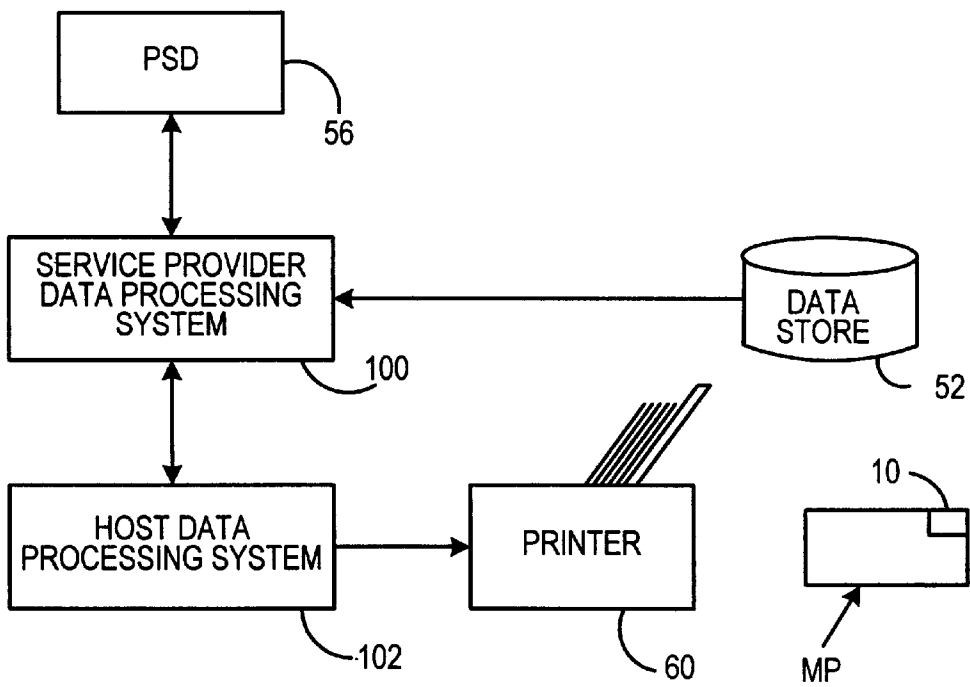 PSD
56
SERVICE PROVIDER
DATA PROCESSING
SYSTEM
100
DATA
STORE
52
HOST DATA
PROCESSING SYSTEM
102
PRINTER
60
10
MP